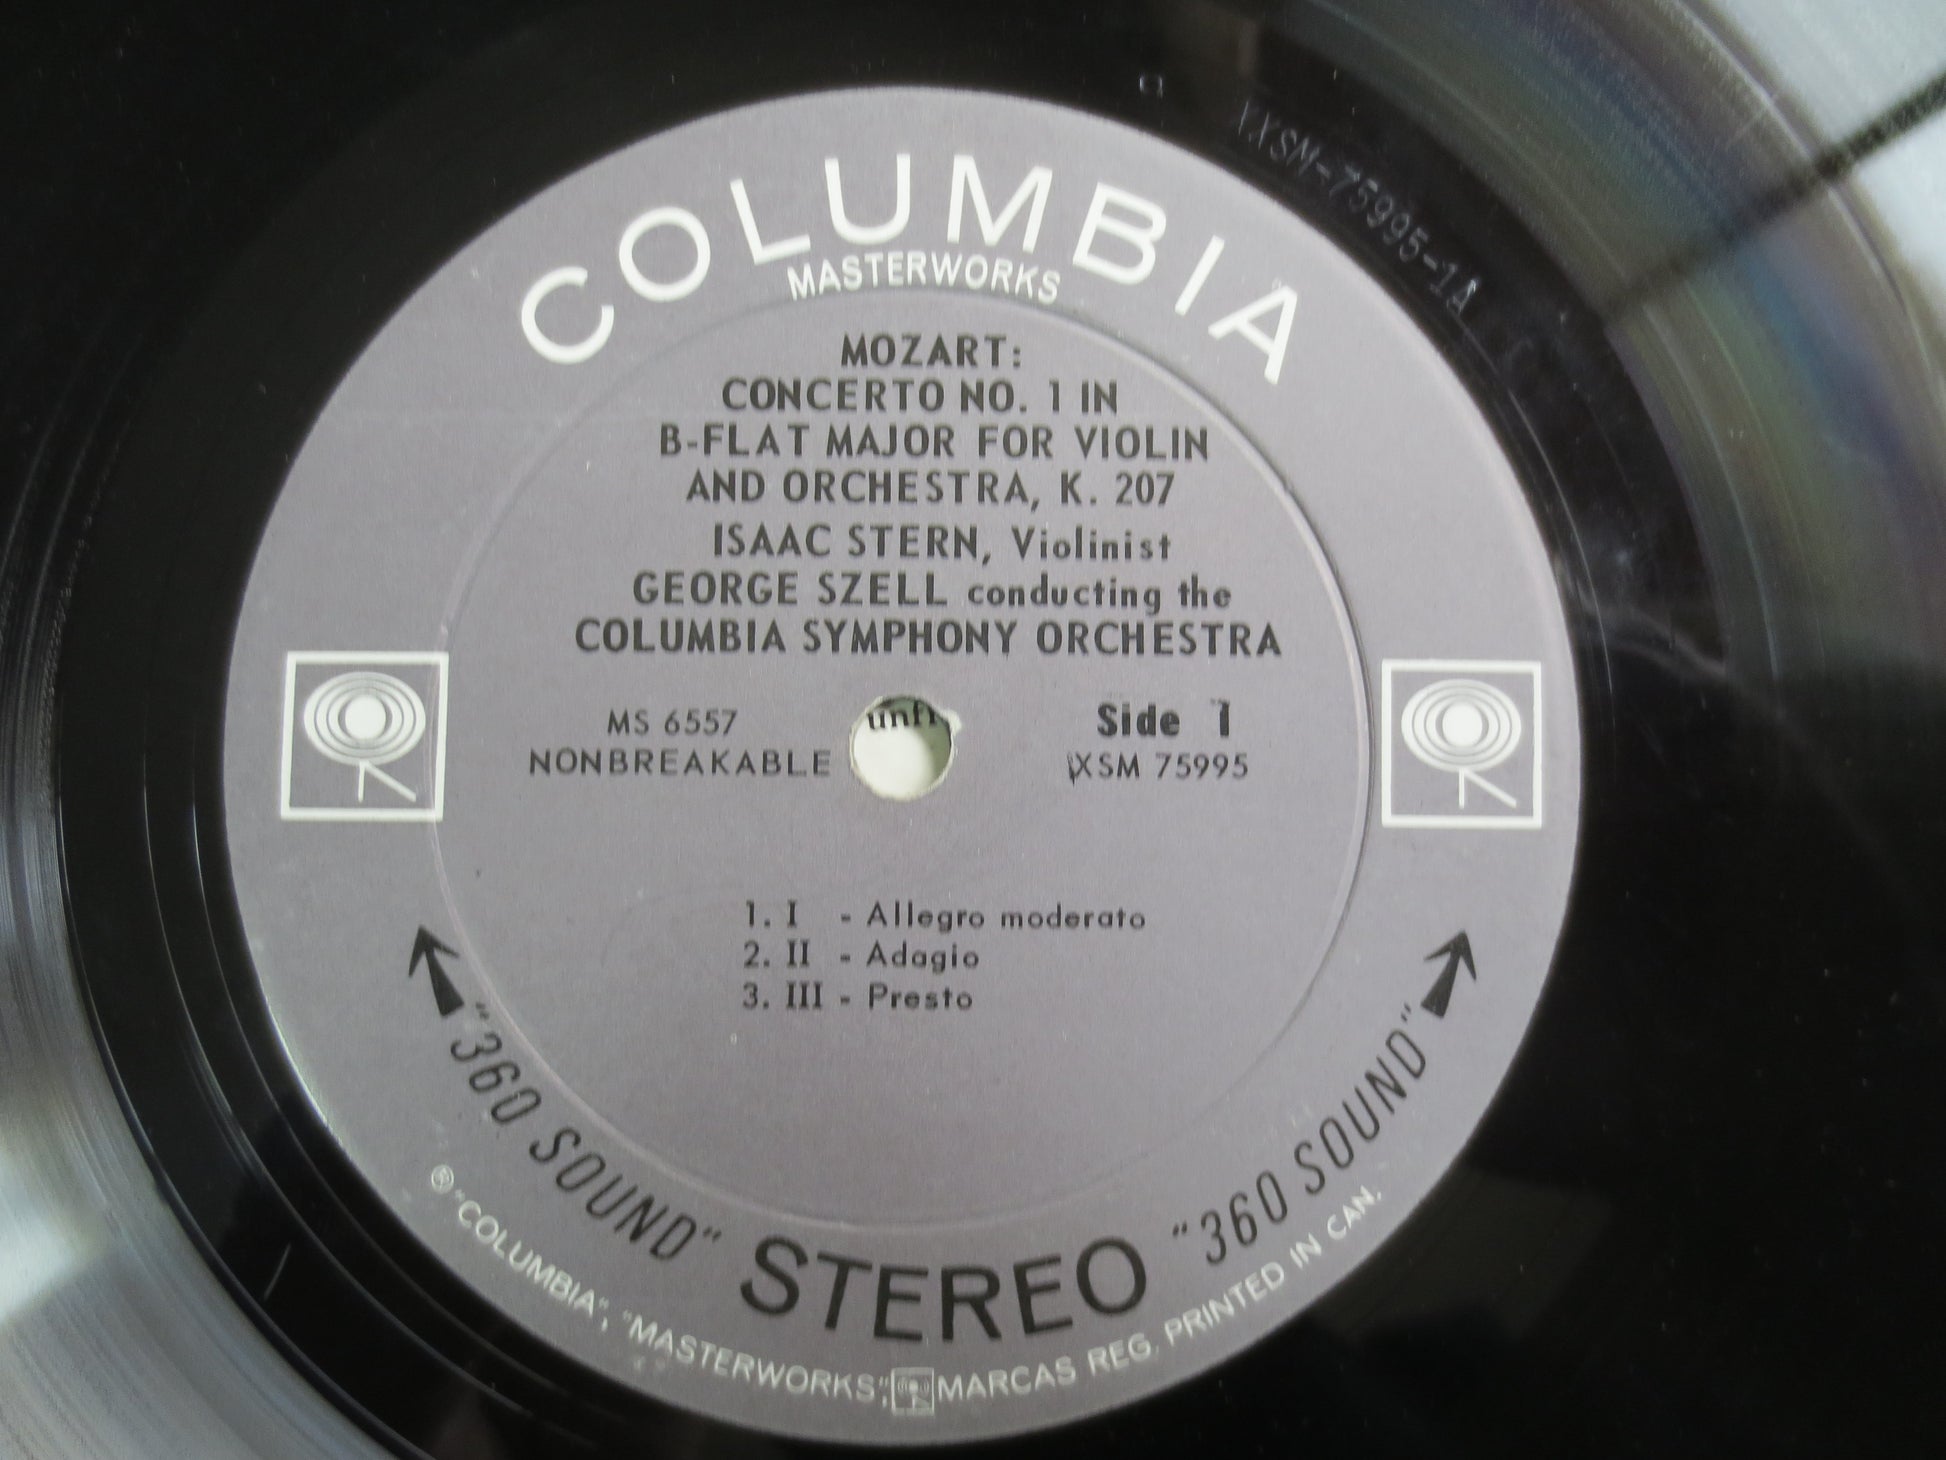 XXSM-75995-1A
COLUMBIA
MASTERWORKS
MOZART:
CONCERTO NO. 1 IN
B-FLAT MAJOR FOR VIOLIN
AND ORCHESTRA, K. 207
ISAAC STERN, Violinist
GEORGE SZELL conducting the
COLUMBIA SYMPHONY ORCHESTRA
MS 6557
NONBREAKABLE
Side 1
XSM 75995
1. I - Allegro moderato
2. II - Adagio
3. III - Presto
"360 SOUND" STEREO "360 SOUND"
® "COLUMBIA", "MASTERWORKS", MARCAS REG. PRINTED IN CAN.